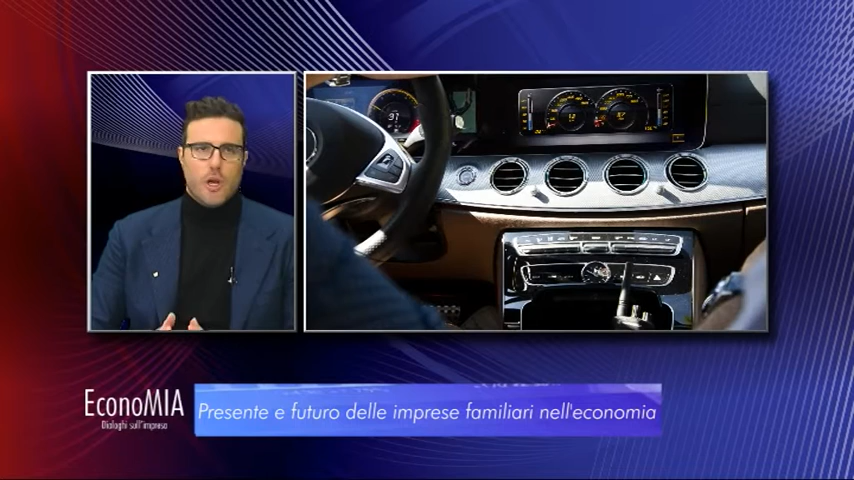 EconoMIA
Dialoghi sull'impresa
Presente e futuro delle imprese familiari nell'economia